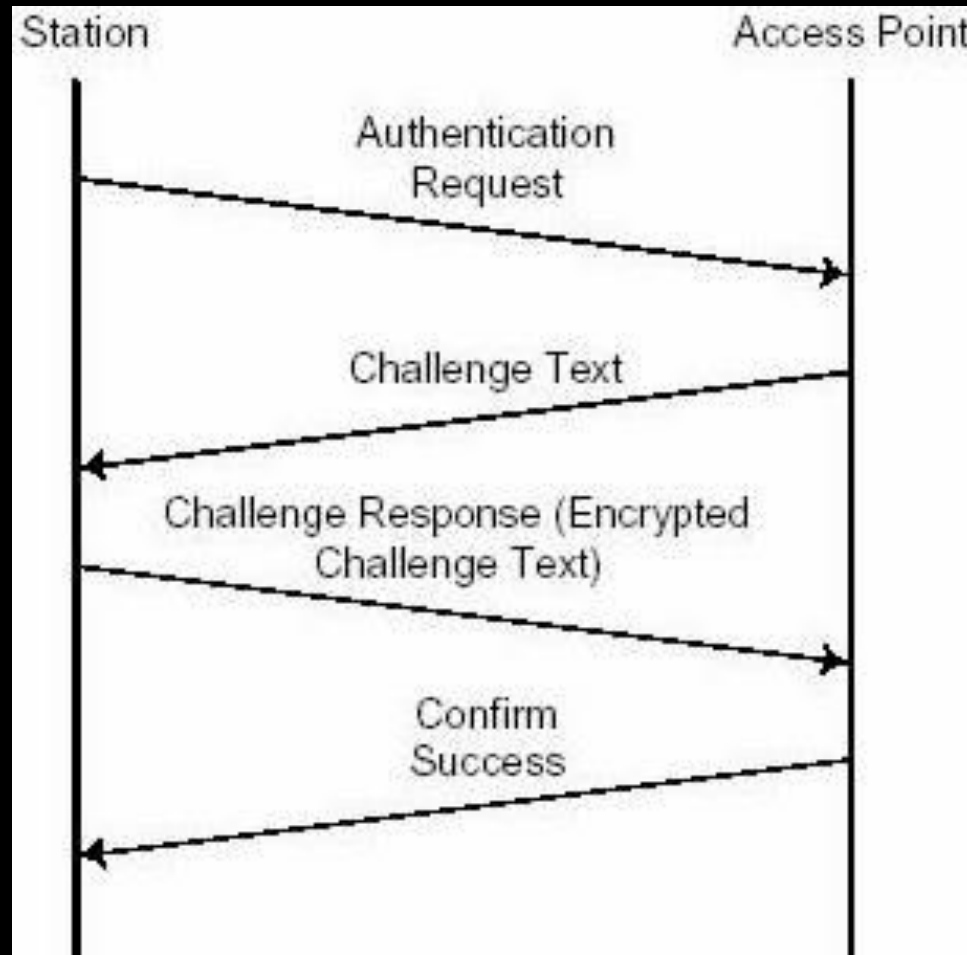 Station
Access Point
Authentication
Request
Challenge Text
Challenge Response (Encrypted
Challenge Text)
Confirm
Success